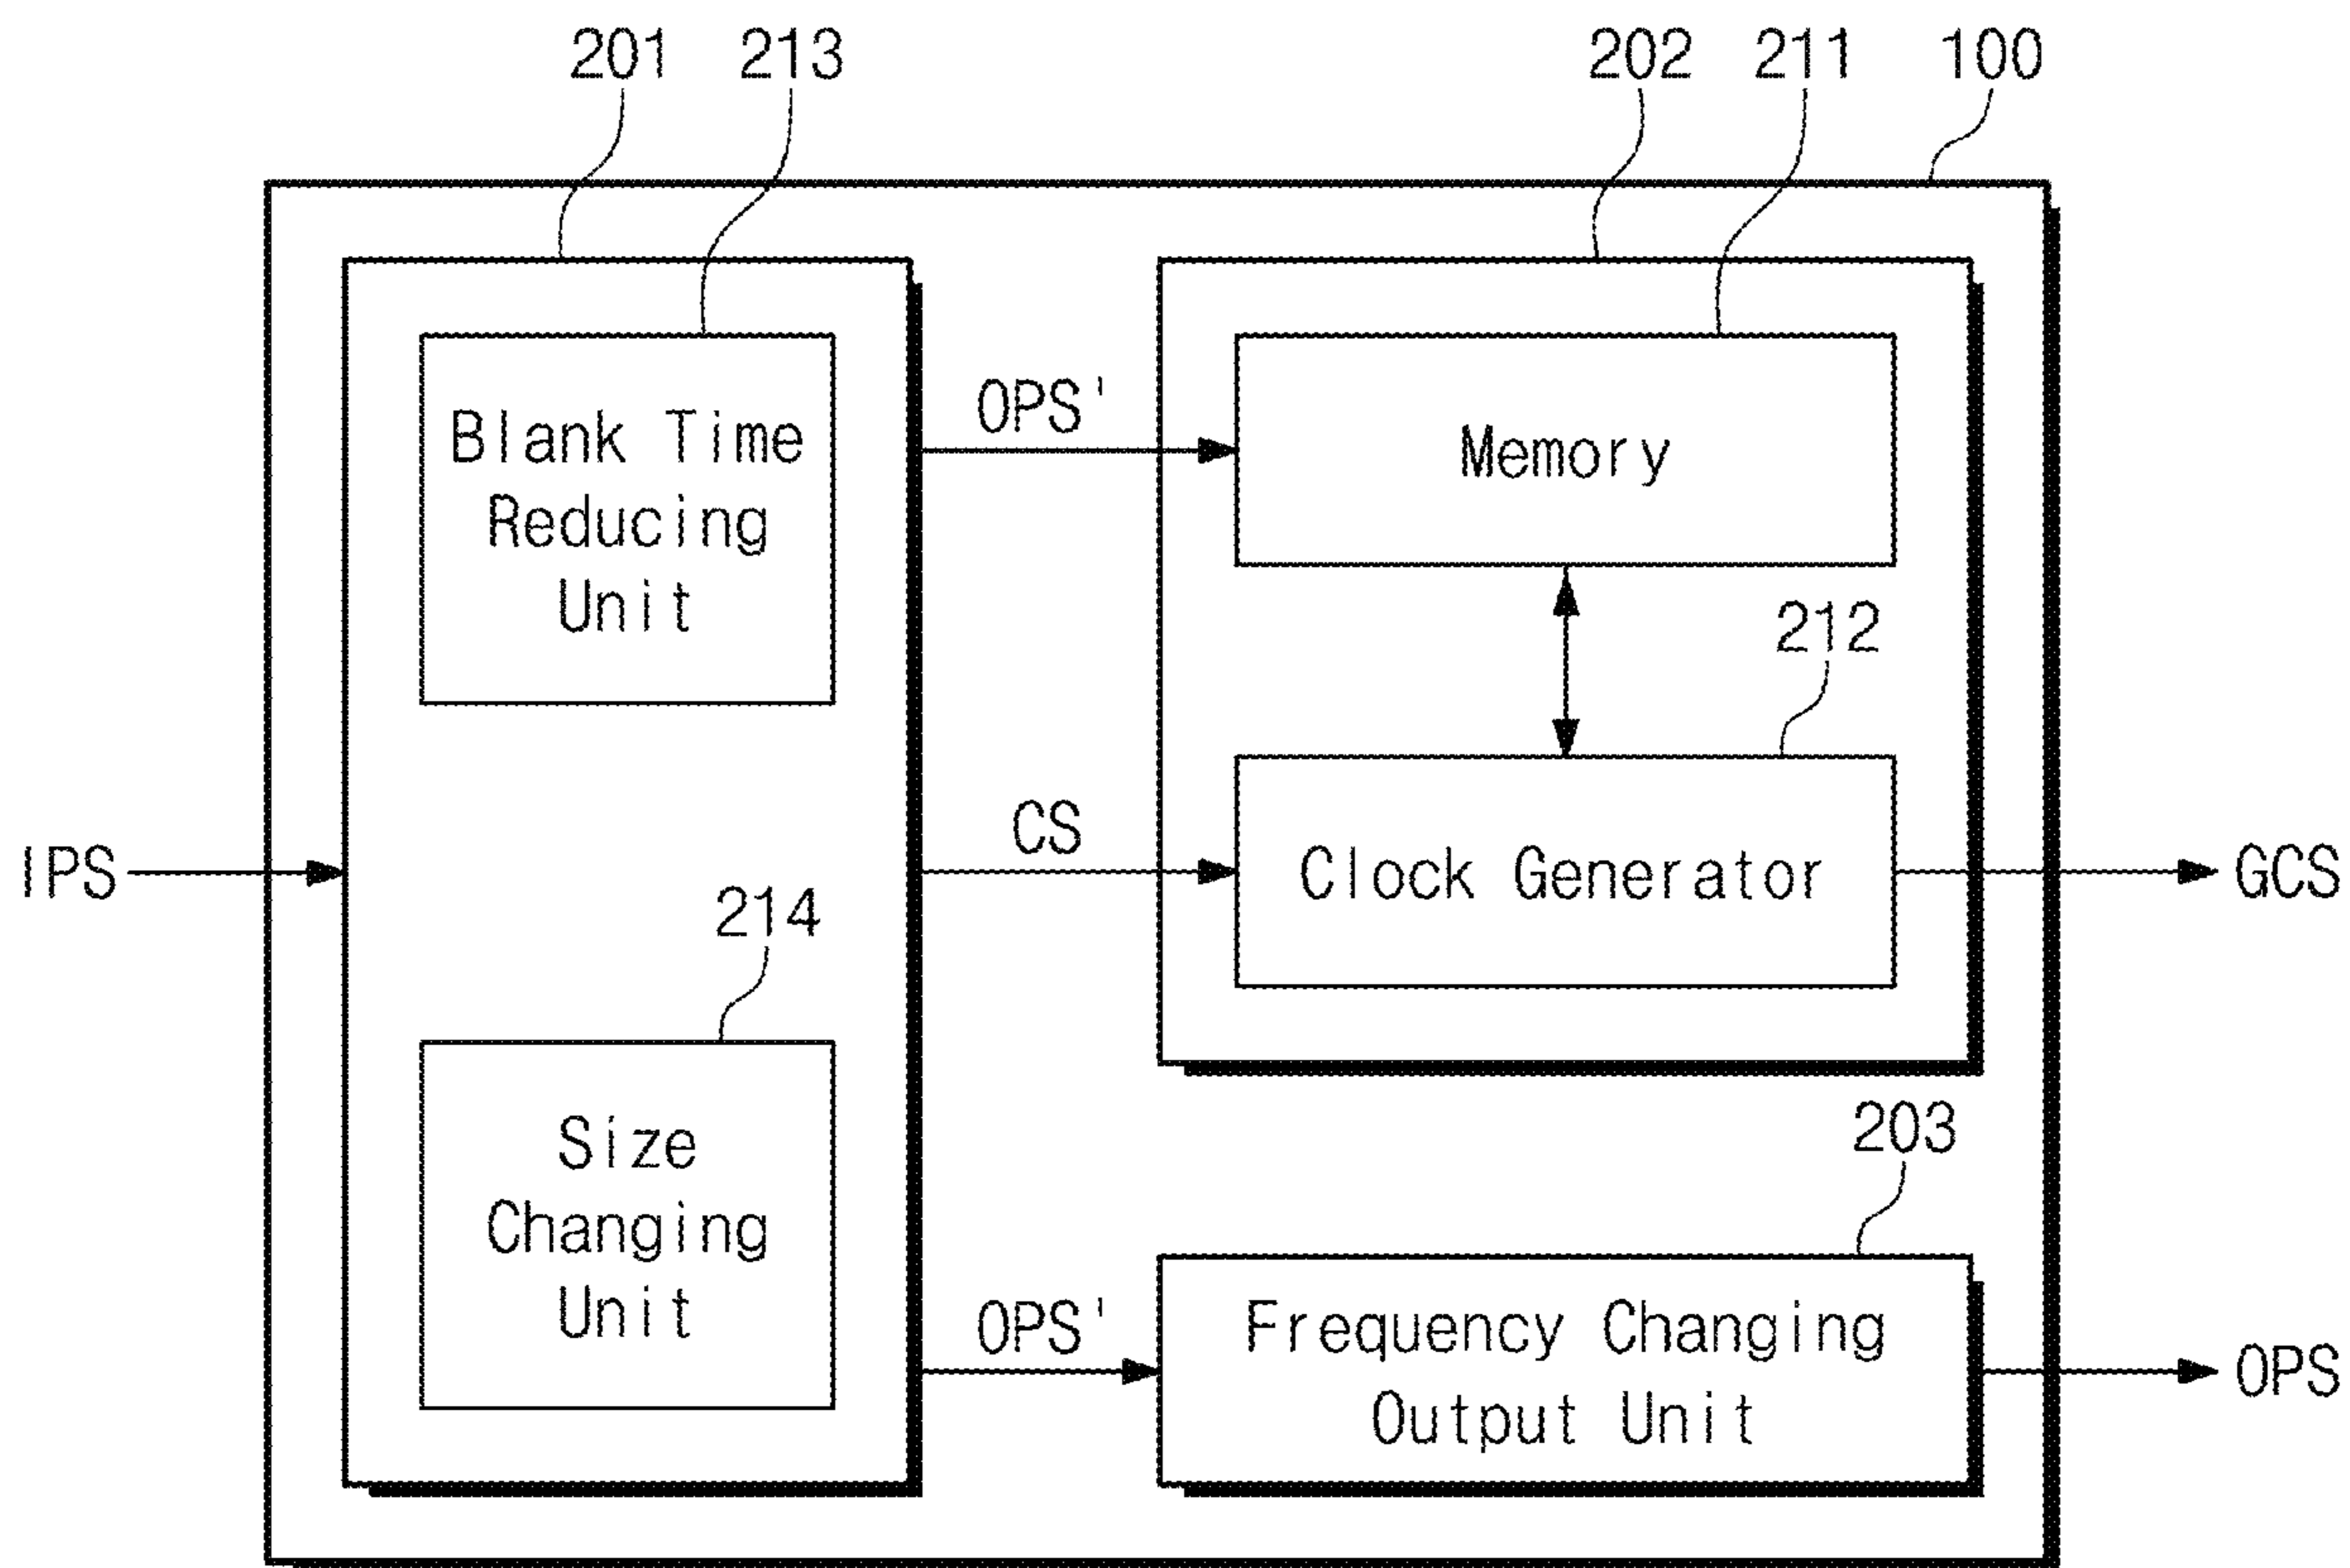 201 213 202 211 100
Blank Time
Reducing
Unit
OPS'
Memory
212
IPS
CS
Clock Generator
GCS
214
Size
Changing
Unit
203
OPS'
Frequency Changing
Output Unit
OPS